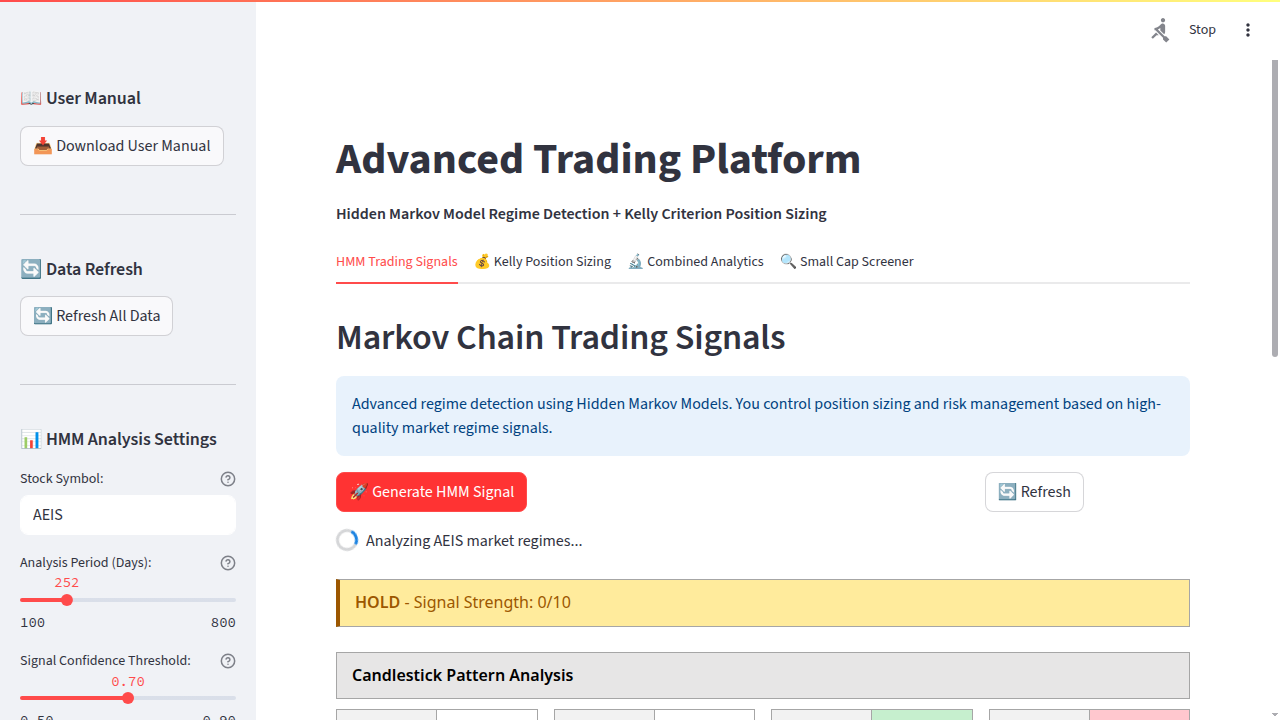 Stop
User Manual
Download User Manual
Data Refresh
Refresh All Data
HMM Analysis Settings
Stock Symbol:
AEIS
Analysis Period (Days):
252
100 800
Signal Confidence Threshold:
0.70
0.50 0.90
Advanced Trading Platform
Hidden Markov Model Regime Detection + Kelly Criterion Position Sizing
HMM Trading Signals Kelly Position Sizing Combined Analytics Small Cap Screener
Markov Chain Trading Signals
Advanced regime detection using Hidden Markov Models. You control position sizing and risk management based on high-
quality market regime signals.
Generate HMM Signal Refresh
Analyzing AEIS market regimes...
HOLD - Signal Strength: 0/10
Candlestick Pattern Analysis